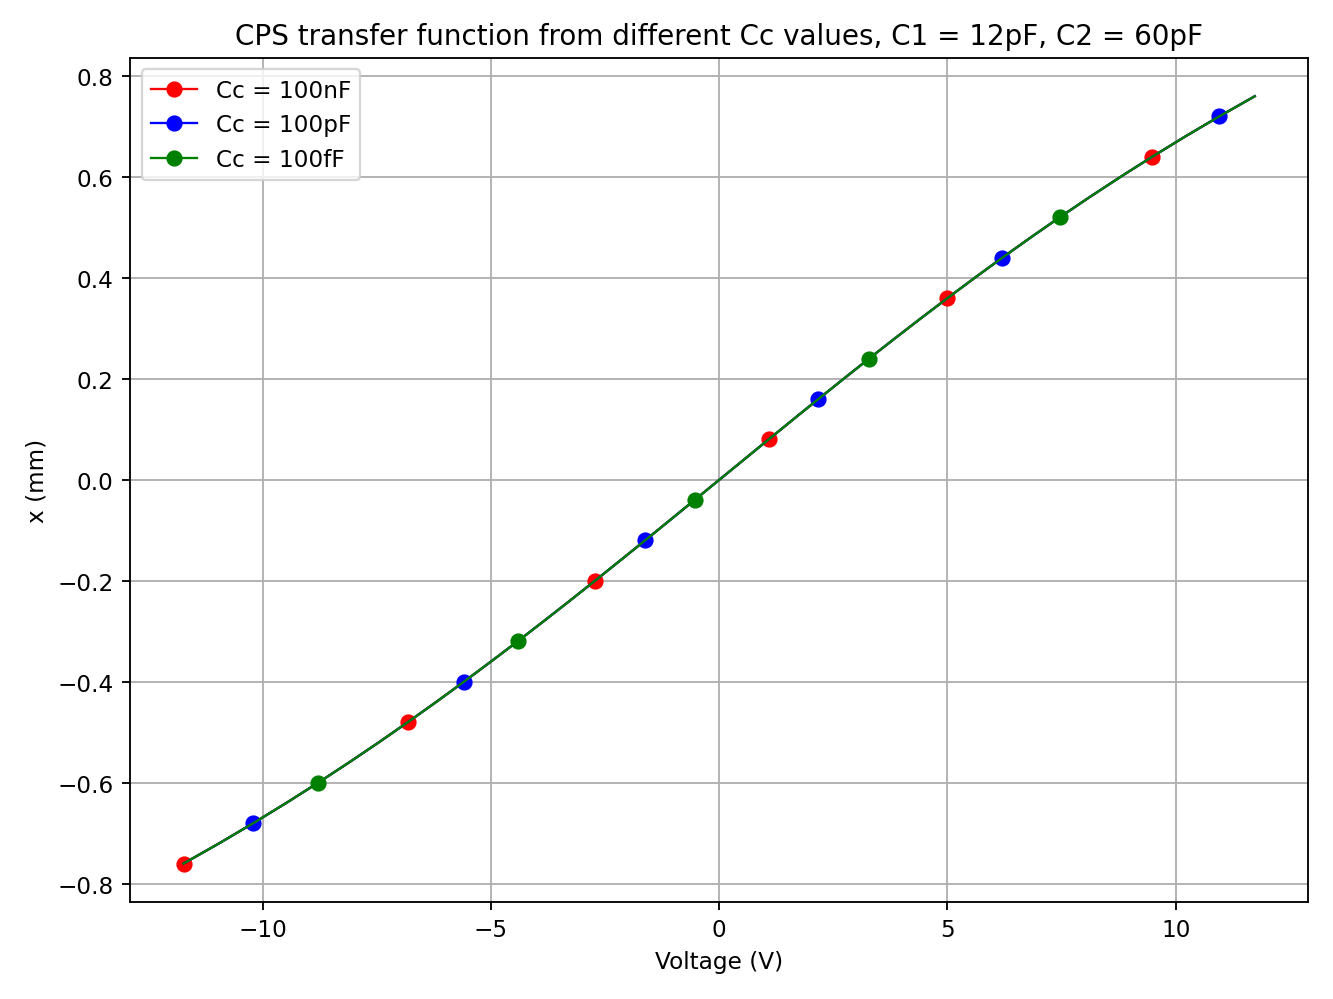 CPS transfer function from different Cc values, C1 = 12pF, C2 = 60pF
Cc = 100nF
Cc = 100pF
Cc = 100fF
0.8
0.6
0.4
0.2
0.0
−0.2
−0.4
−0.6
−0.8
x (mm)
−10 −5 0 5 10
Voltage (V)